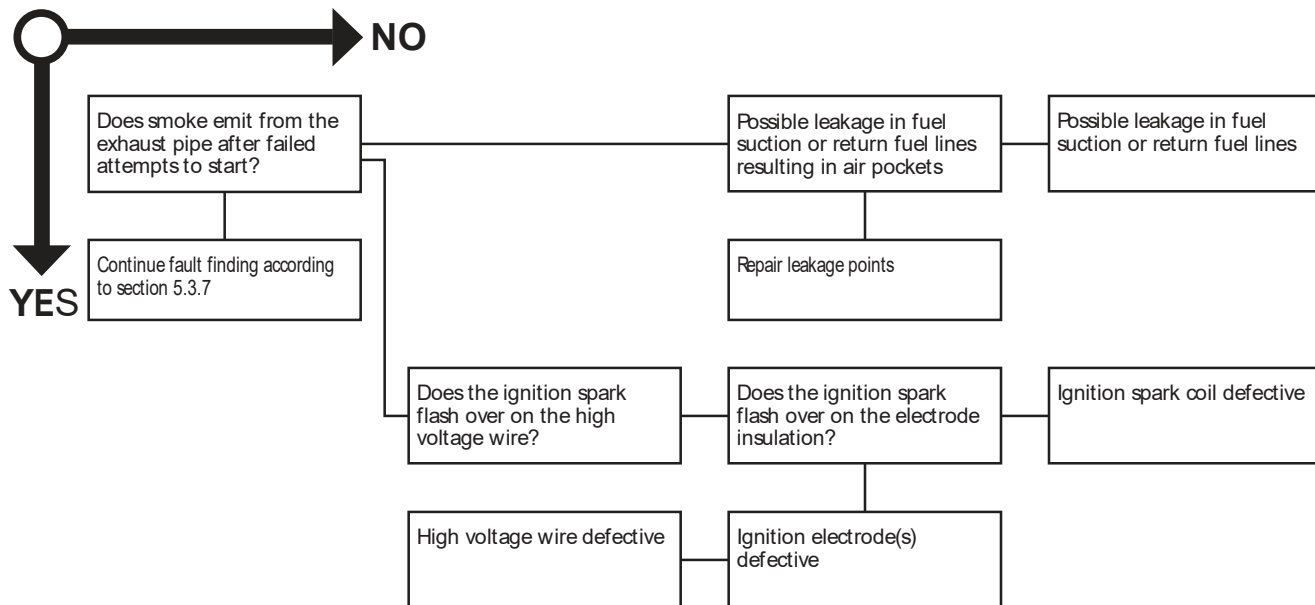 NO
YES
Does smoke emit from the
exhaust pipe after failed
attempts to start?
Possible leakage in fuel
suction or return fuel lines
resulting in air pockets
Possible leakage in fuel
suction or return fuel lines
Continue fault finding according
to section 5.3.7
Repair leakage points
Does the ignition spark
flash over on the high
voltage wire?
Does the ignition spark
flash over on the electrode
insulation?
Ignition spark coil defective
High voltage wire defective
Ignition electrode(s)
defective